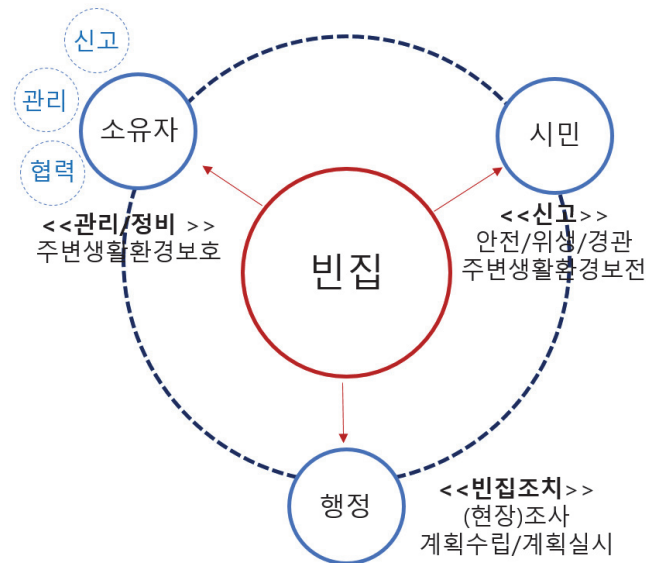 신고
관리
협력
소유자
시민
<<관리/정비 >>
주변생활환경보호
<<신고>>
안전/위생/경관
주변생활환경보전
빈집
행정
<<빈집조치>>
(현장)조사
계획수립/계획실시